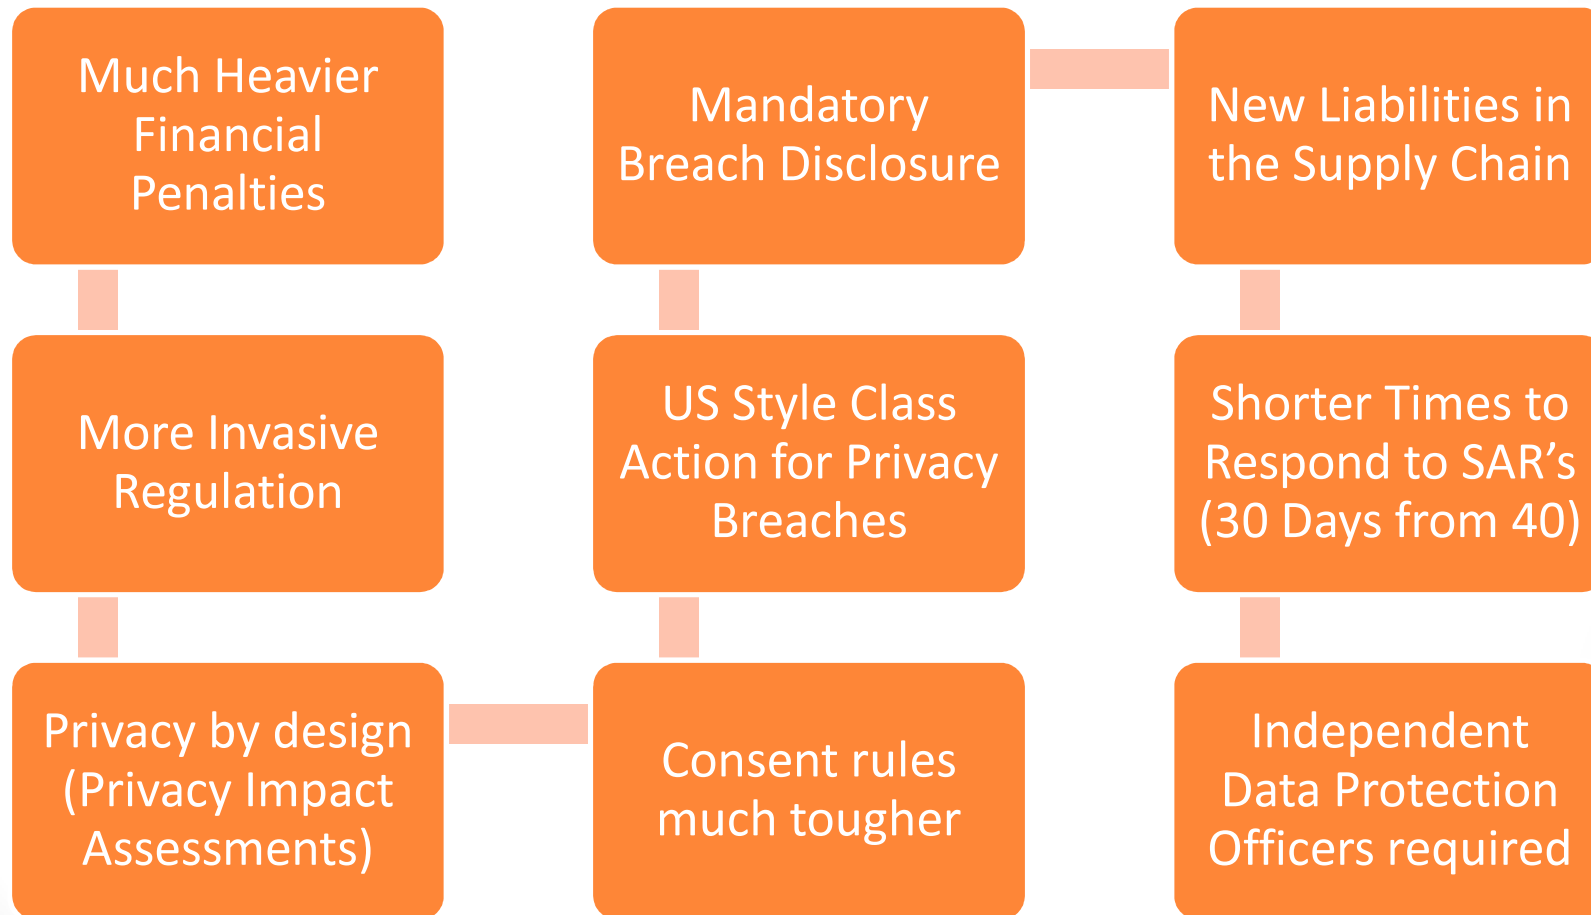 Much Heavier
Financial
Penalties
More Invasive
Regulation
Privacy by design
(Privacy Impact
Assessments)
Consent rules
much tougher
US Style Class
Action for Privacy
Breaches
Mandatory
Breach Disclosure
New Liabilities in
the Supply Chain
Shorter Times to
Respond to SAR’s
(30 Days from 40)
Independent
Data Protection
Officers required